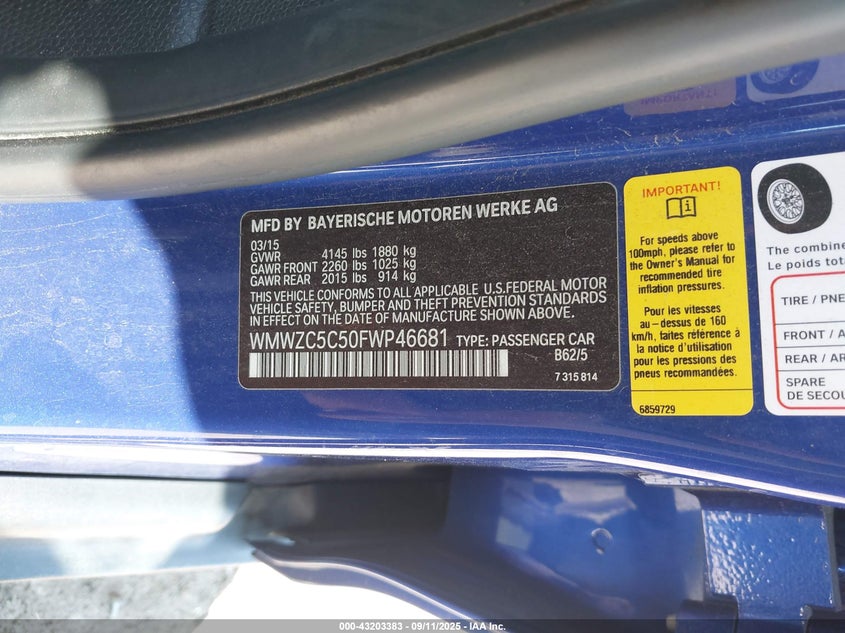 MFD BY BAYERISCHE MOTOREN WERKE AG
03/15
GVWR 4145 lbs 1880 kg
GAWR FRONT 2260 lbs 1025 kg
GAWR REAR 2015 lbs 914 kg
THIS VEHICLE CONFORMS TO ALL APPLICABLE U.S.FEDERAL MOTOR
VEHICLE SAFETY, BUMPER AND THEFT PREVENTION STANDARDS
IN EFFECT ON THE DATE OF MANUFACTURE SHOWN ABOVE.
WMWZC5C50FWP46681 TYPE: PASSENGER CAR
B62/5
7 315 814
IMPORTANT!
For speeds above
100mph, please refer to
the Owner's Manual for
recommended tire
inflation pressures.
Pour les vitesses
au-dessus de 160
km/h, faites référence à
la notice d'utilisation
pour les pressions des
pneus recommandées.
6859729
The combine
Le poids tota
TIRE / PNE
FRONT / A
REAR / AR
SPARE
DE SECOU
000-43203383 - 09/11/2025 - IAA Inc.